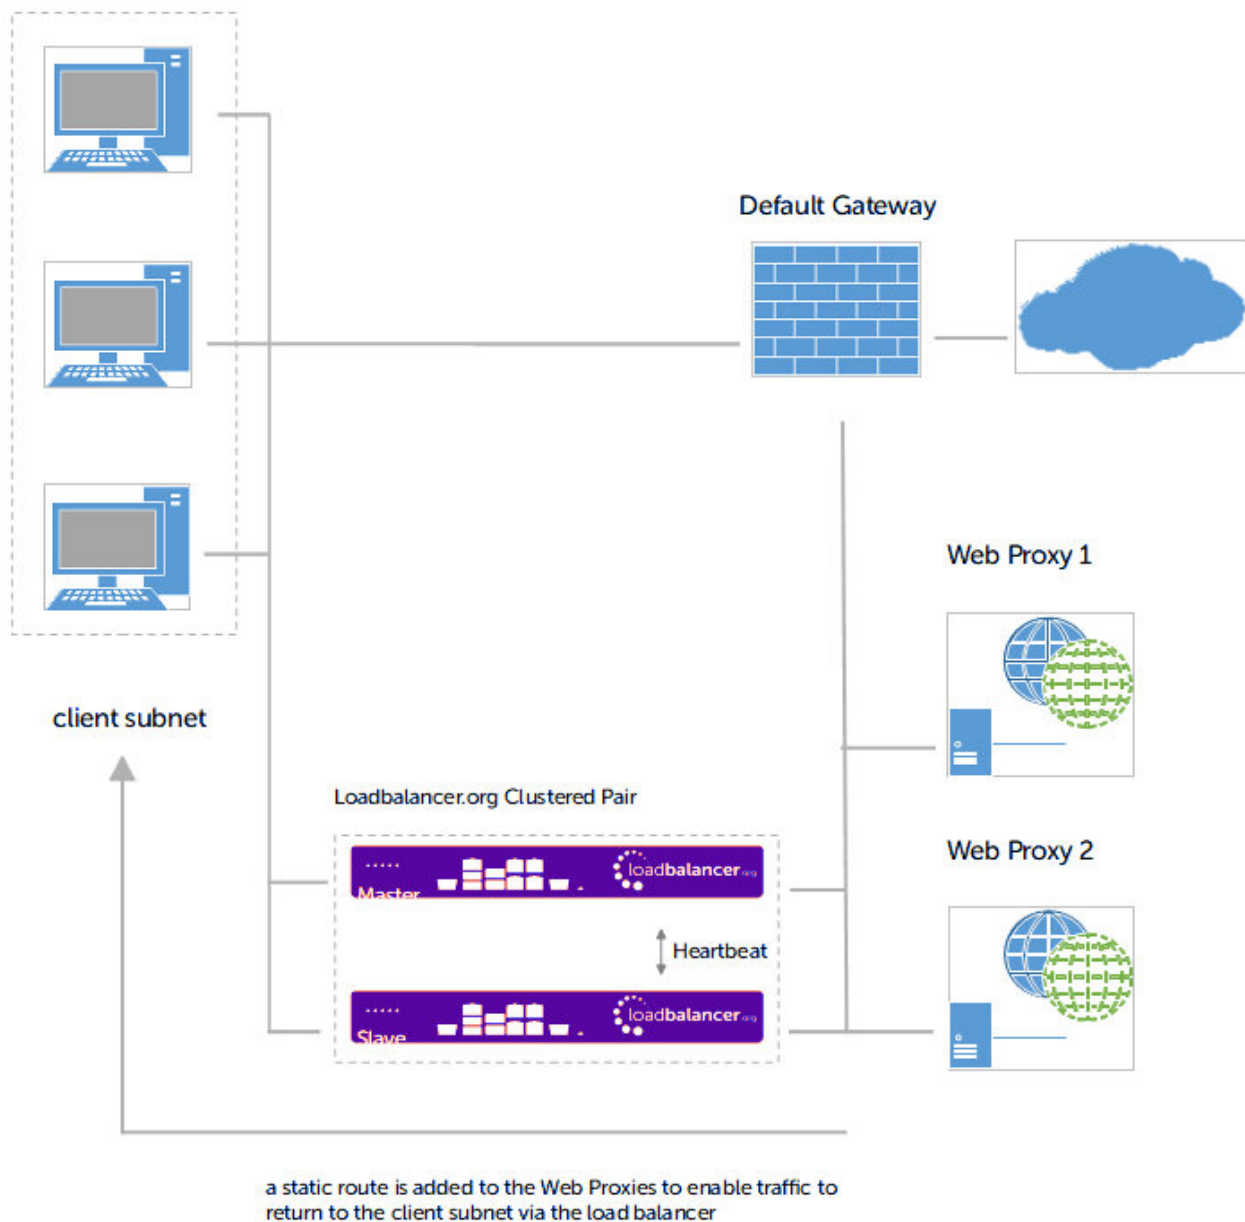 Default Gateway
Web Proxy 1
client subnet
Loadbalancer.org Clustered Pair
Web Proxy 2
Master
loadbalancer.org
Heartbeat
Slave
loadbalancer.org
a static route is added to the Web Proxies to enable traffic to
return to the client subnet via the load balancer